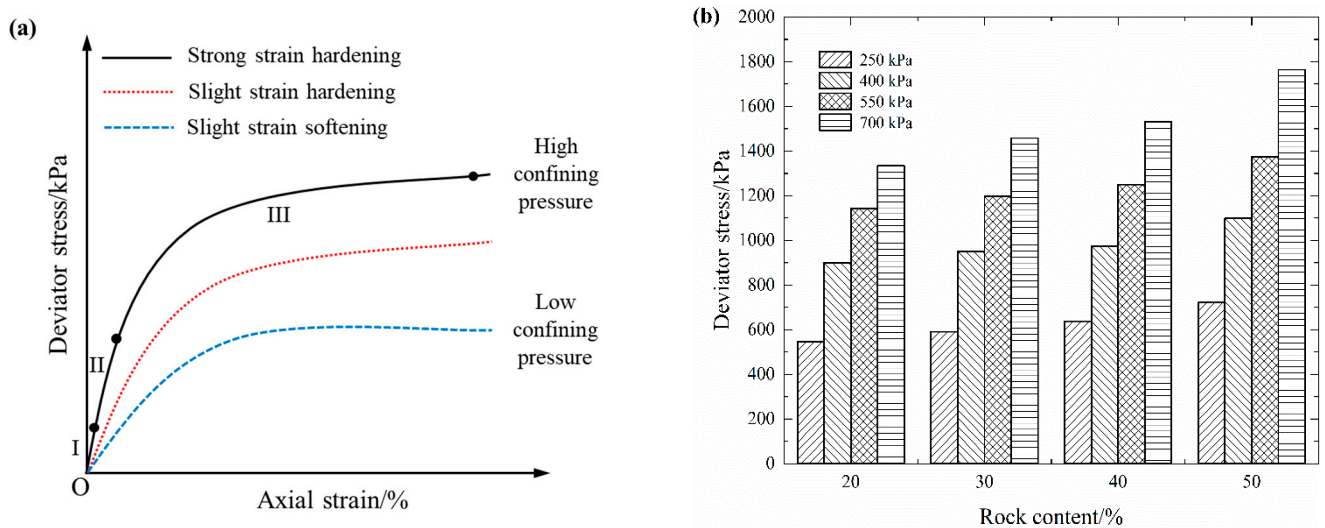 (a)
Strong strain hardening
Slight strain hardening
Slight strain softening
Deviator stress/kPa
High
confining
pressure
III
Low
confining
pressure
II
I
O
Axial strain/%
(b)
2000
1800
1600
1400
1200
1000
800
600
400
200
0
250 kPa
400 kPa
550 kPa
700 kPa
Deviator stress/kPa
20
30
40
50
Rock content/%